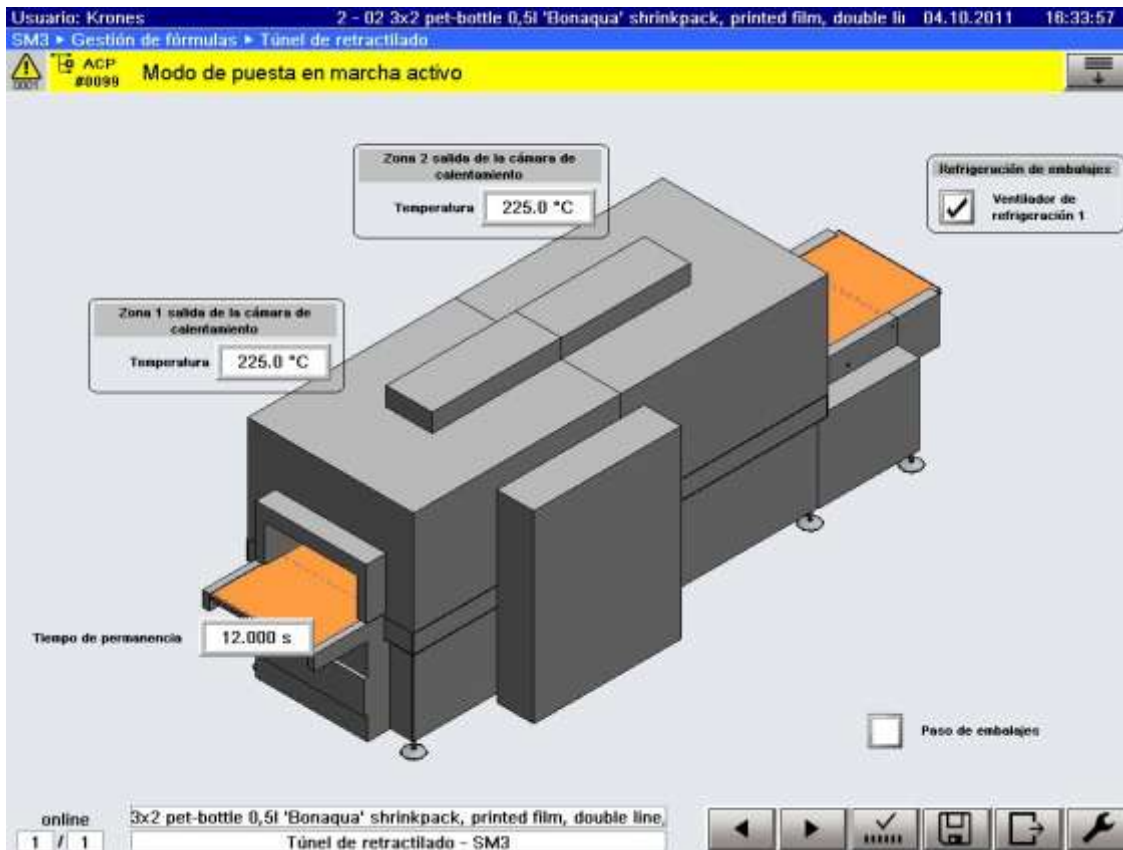 Usuario: Krones 2 - 02 3x2 pet-bottle 0,5l 'Bonaqua' shrinkpack, printed film, double li 04.10.2011 16:33:57
SM3 ▸ Gestión de fórmulas ▸ Túnel de retractilado
0001 ACP #0099 Modo de puesta en marcha activo
Zona 2 salida de la cámara de
calentamiento
Temperatura 225.0 °C
Refrigeración de embalajes
Ventilador de
refrigeración 1
Zona 1 salida de la cámara de
calentamiento
Temperatura 225.0 °C
Tiempo de permanencia 12.000 s
Paso de embalajes
online 3x2 pet-bottle 0,5l 'Bonaqua' shrinkpack, printed film, double line,
1 / 1 Túnel de retractilado - SM3